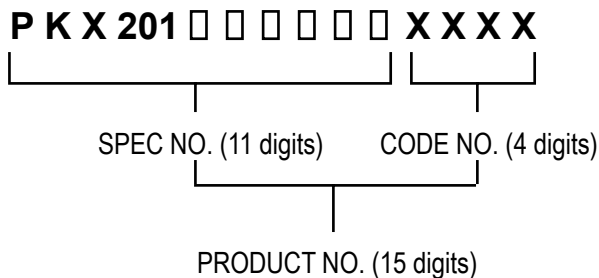 P K X 201 □ □ □ □ □ □ X X X X
SPEC NO. (11 digits) CODE NO. (4 digits)
PRODUCT NO. (15 digits)